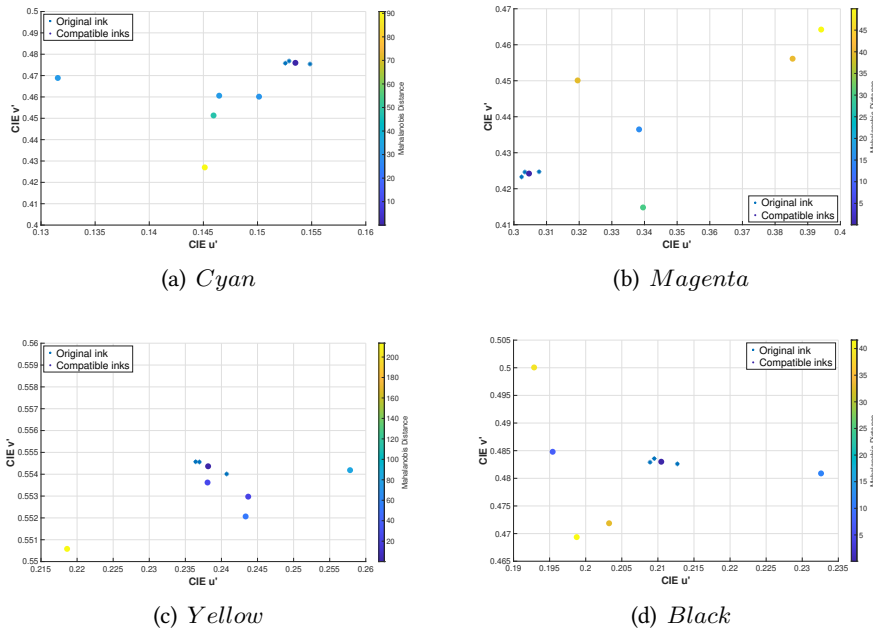 0.5
0.49
0.48
0.47
0.46
0.45
0.44
0.43
0.42
0.41
0.4
CIE v'
Original ink
Compatible inks
0.13 0.135 0.14 0.145 0.15 0.155 0.16
CIE u'
90
80
70
60
50
40
30
20
10
Mahalanobis Distance
(a) Cyan
0.47
0.46
0.45
0.44
0.43
0.42
0.41
CIE v'
Original ink
Compatible inks
0.3 0.31 0.32 0.33 0.34 0.35 0.36 0.37 0.38 0.39 0.4
CIE u'
45
40
35
30
25
20
15
10
5
Mahalanobis Distance
(b) Magenta
0.56
0.559
0.558
0.557
0.556
0.555
0.554
0.553
0.552
0.551
0.55
CIE v'
Original ink
Compatible inks
0.215 0.22 0.225 0.23 0.235 0.24 0.245 0.25 0.255 0.26
CIE u'
200
180
160
140
120
100
80
60
40
20
Mahalanobis Distance
(c) Yellow
0.505
0.5
0.495
0.49
0.485
0.48
0.475
0.47
0.465
CIE v'
Original ink
Compatible inks
0.19 0.195 0.2 0.205 0.21 0.215 0.22 0.225 0.23 0.235
CIE u'
40
35
30
25
20
15
10
5
Mahalanobis Distance
(d) Black